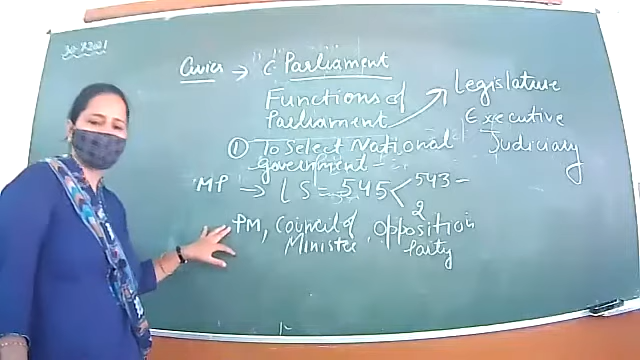 Civics → "C" Parliament
Functions of Parliament
Legislature
Executive
Judiciary
① To Select National
government -
'MP' → LS = 545 < 543 -
2
PM, Council of Minister, Opposition Party